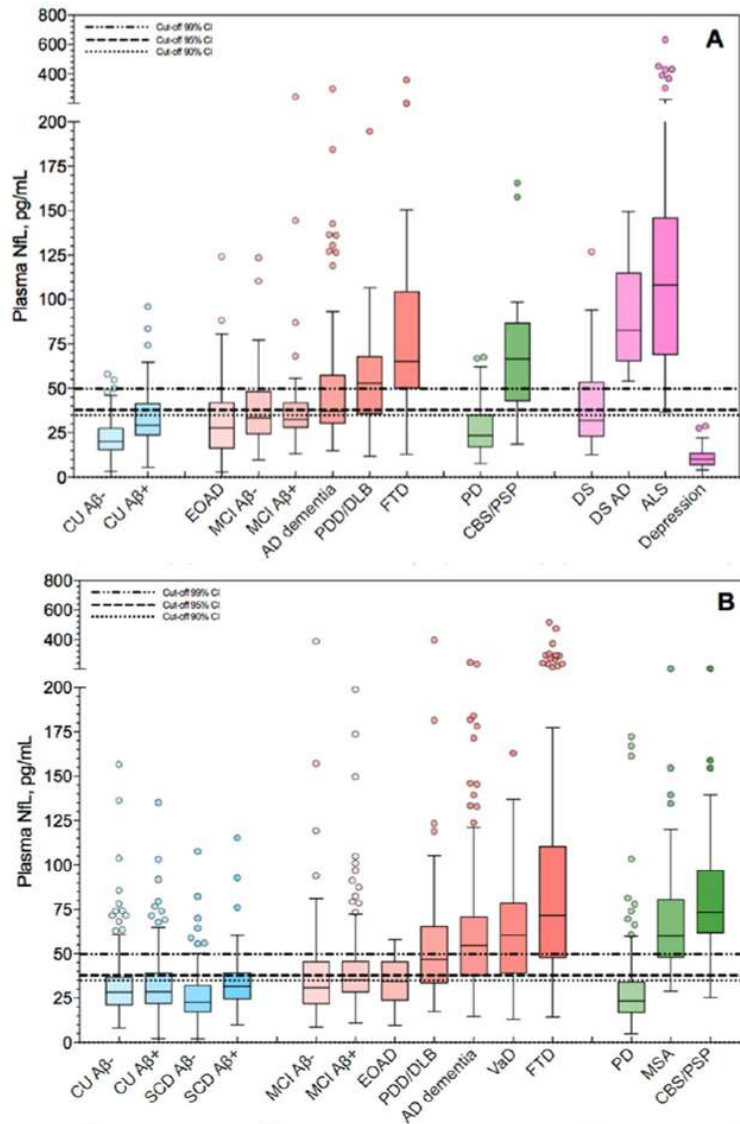 A
Cut-off 99% CI
Cut-off 95% CI
Cut-off 90% CI
Plasma NfL, pg/mL
800
600
400
200
175
150
125
100
75
50
25
0
CU Aβ-
CU Aβ+
EOAD
MCI Aβ-
MCI Aβ+
AD dementia
PDD/DLB
FTD
PD
CBS/PSP
DS
DS AD
ALS
Depression
B
Cut-off 99% CI
Cut-off 95% CI
Cut-off 90% CI
Plasma NfL, pg/mL
800
600
400
200
175
150
125
100
75
50
25
0
CU Aβ-
CU Aβ+
SCD Aβ-
SCD Aβ+
MCI Aβ-
MCI Aβ+
EOAD
PDD/DLB
AD dementia
VaD
FTD
PD
MSA
CBS/PSP